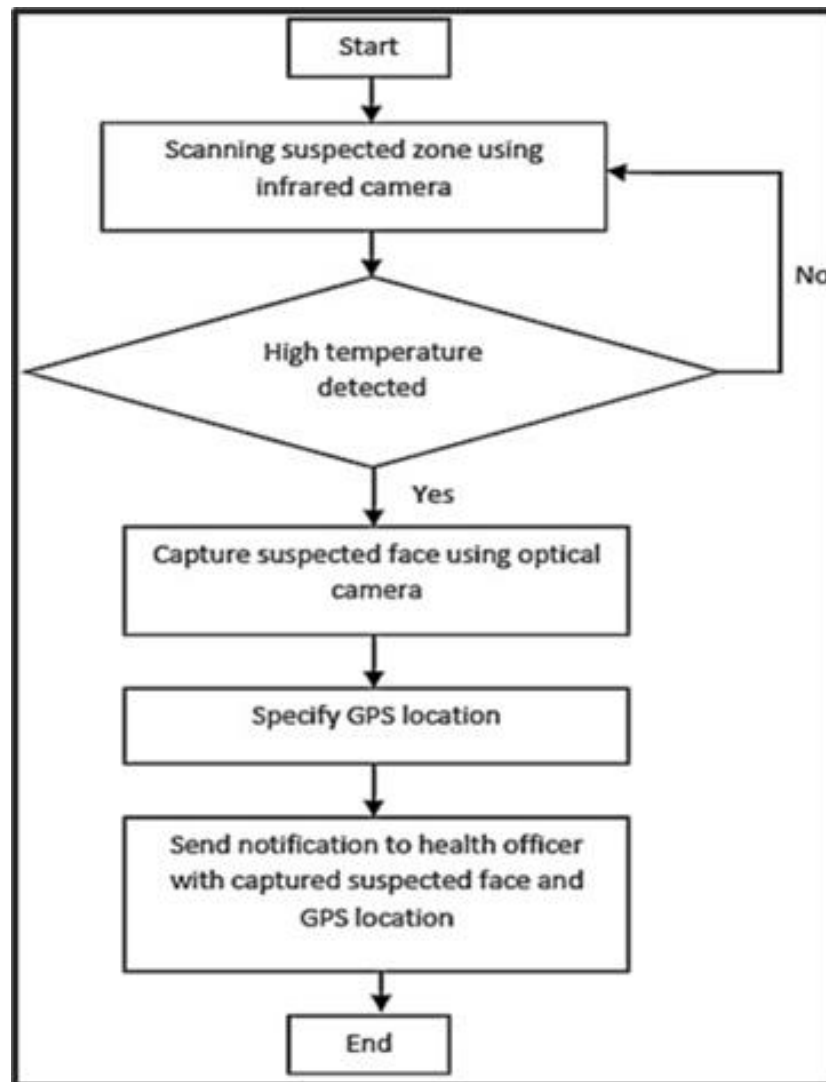 Start
Scanning suspected zone using
infrared camera
No
High temperature
detected
Yes
Capture suspected face using optical
camera
Specify GPS location
Send notification to health officer
with captured suspected face and
GPS location
End